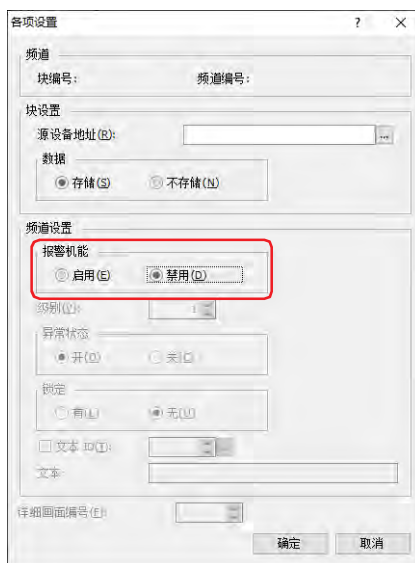 各项设置
频道
块编号:
频道编号:
块设置
源设备地址(R):
...
数据
存储(S)
不存储(N)
频道设置
报警机能
启用(E)
禁用(D)
级别(V):
1
异常状态
开(O)
关(C)
锁定
有(L)
无(U)
文本 ID(T):
...
文本
详细画面编号(F):
确定
取消